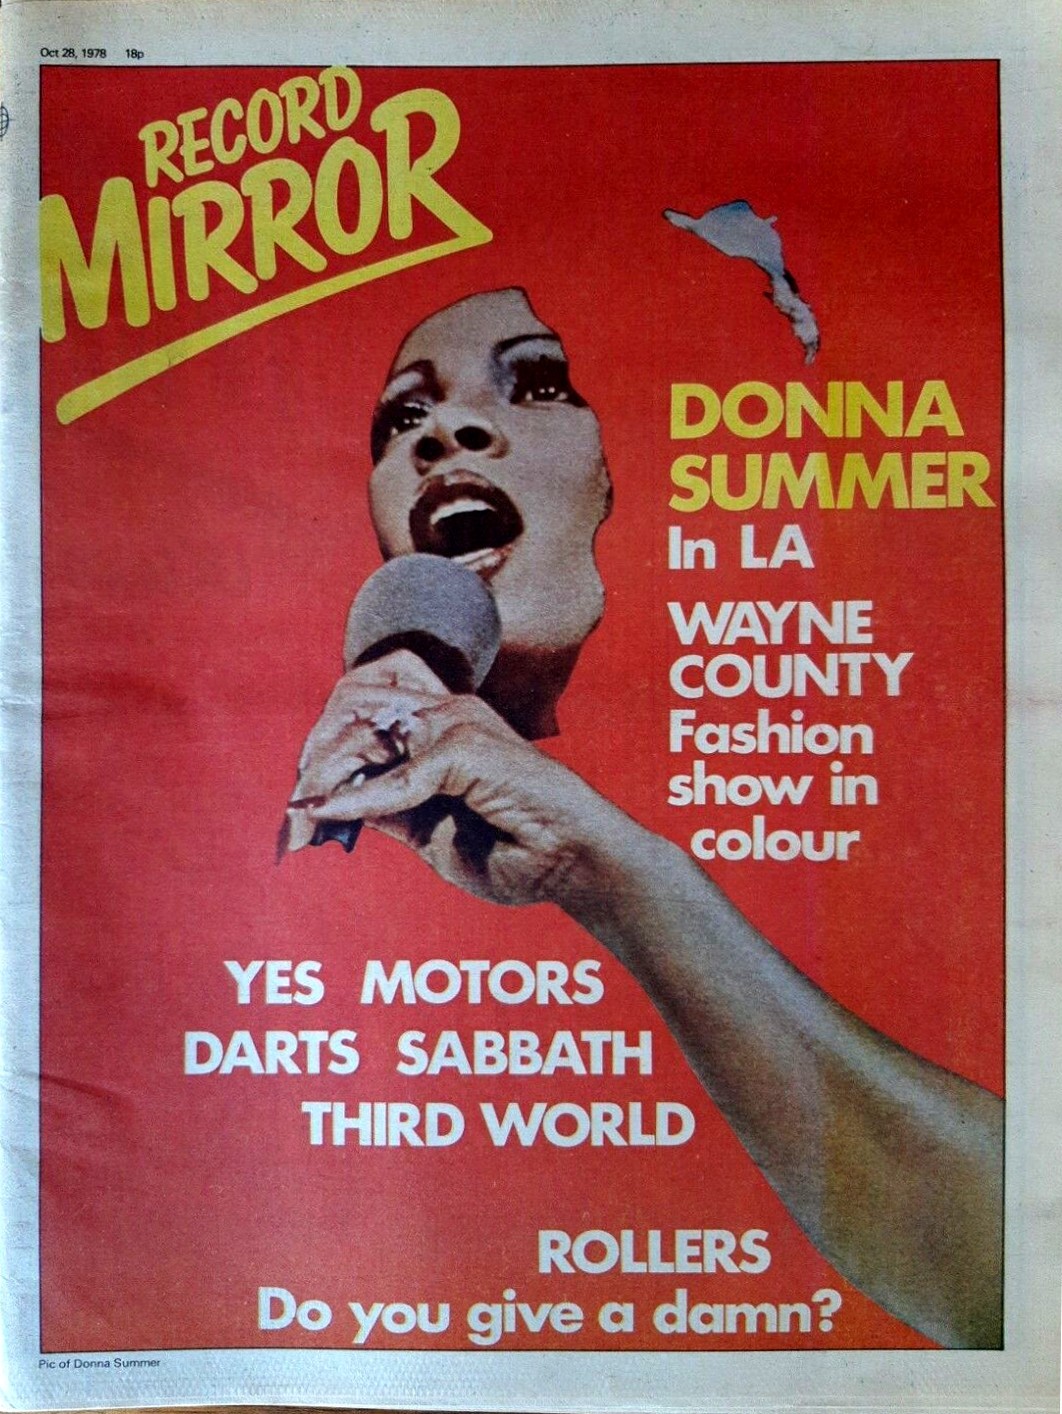 Oct 28, 1978 18p
RECORD
MIRROR
DONNA
SUMMER
In LA
WAYNE
COUNTY
Fashion
show in
colour
YES MOTORS
DARTS SABBATH
THIRD WORLD
ROLLERS
Do you give a damn?
Pic of Donna Summer